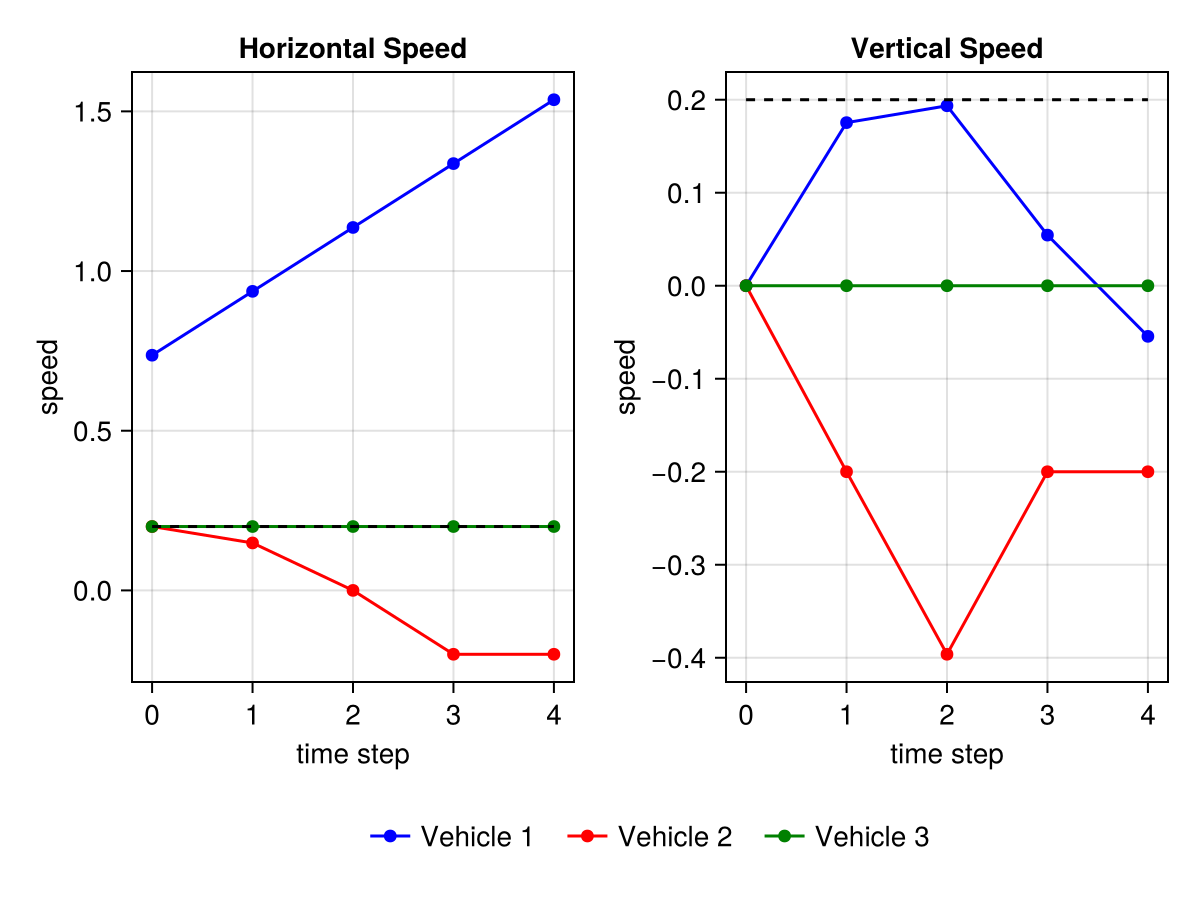 Horizontal Speed
speed
1.5
1.0
0.5
0.0
0 1 2 3 4
time step
Vertical Speed
speed
0.2
0.1
0.0
−0.1
−0.2
−0.3
−0.4
0 1 2 3 4
time step
Vehicle 1 Vehicle 2 Vehicle 3